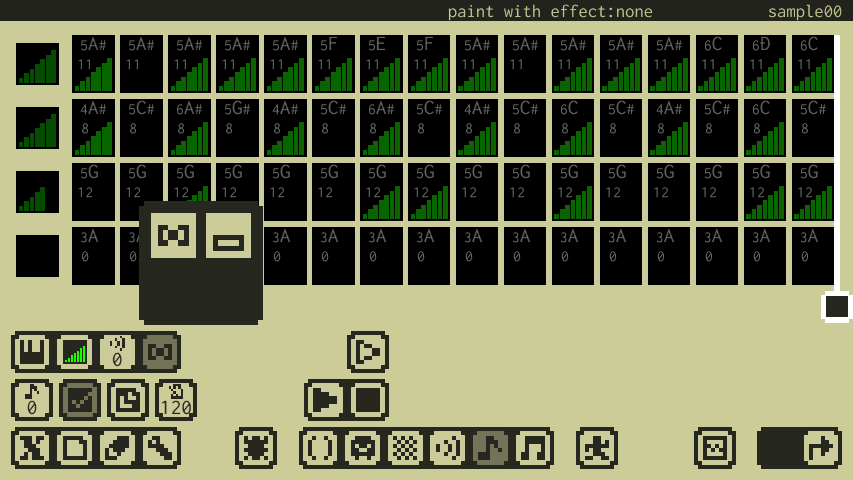 paint with effect:none sample00
5A# 5A# 5A# 5A# 5A# 5F 5E 5F 5A# 5A# 5A# 5A# 5A# 6C 6D 6C
11 11 11 11 11 11 11 11 11 11 11 11 11 11 11 11
4A# 5C# 6A# 5G# 4A# 5C# 6A# 5C# 4A# 5C# 6C 5C# 4A# 5C# 6C 5C#
8 8 8 8 8 8 8 8 8 8 8 8 8 8 8 8
5G 5G 5G 5G 5G 5G 5G 5G 5G 5G 5G 5G 5G 5G 5G 5G
12 12 12 12 12 12 12 12 12 12 12 12 12 12 12 12
3A 3A 3A 3A 3A 3A 3A 3A 3A 3A 3A 3A 3A 3A
0 0 0 0 0 0 0 0 0 0 0 0 0 0
0
0 120